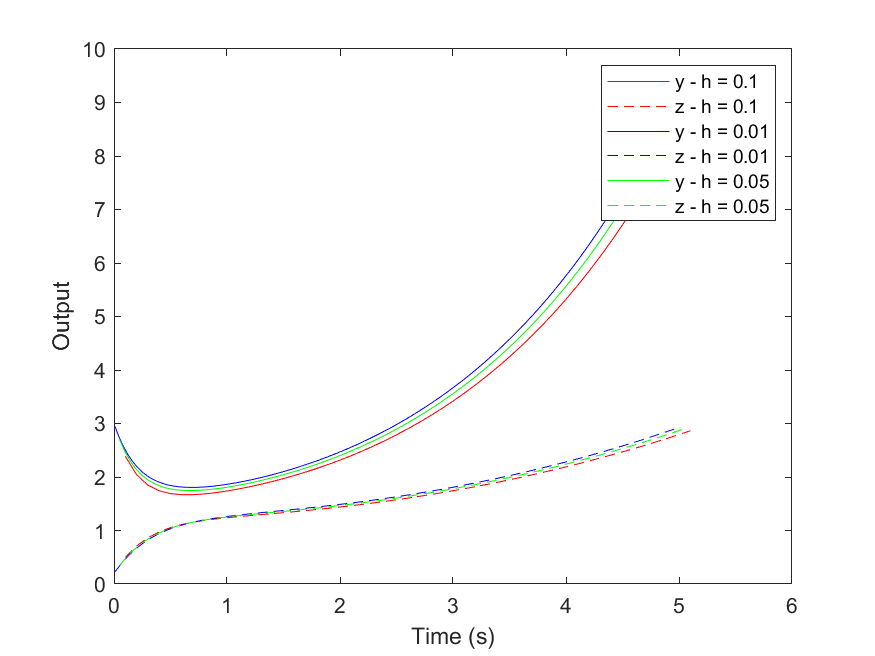 10
9
8
7
6
5
4
3
2
1
0
Output
y - h = 0.1
z - h = 0.1
y - h = 0.01
z - h = 0.01
y - h = 0.05
z - h = 0.05
0 1 2 3 4 5 6
Time (s)